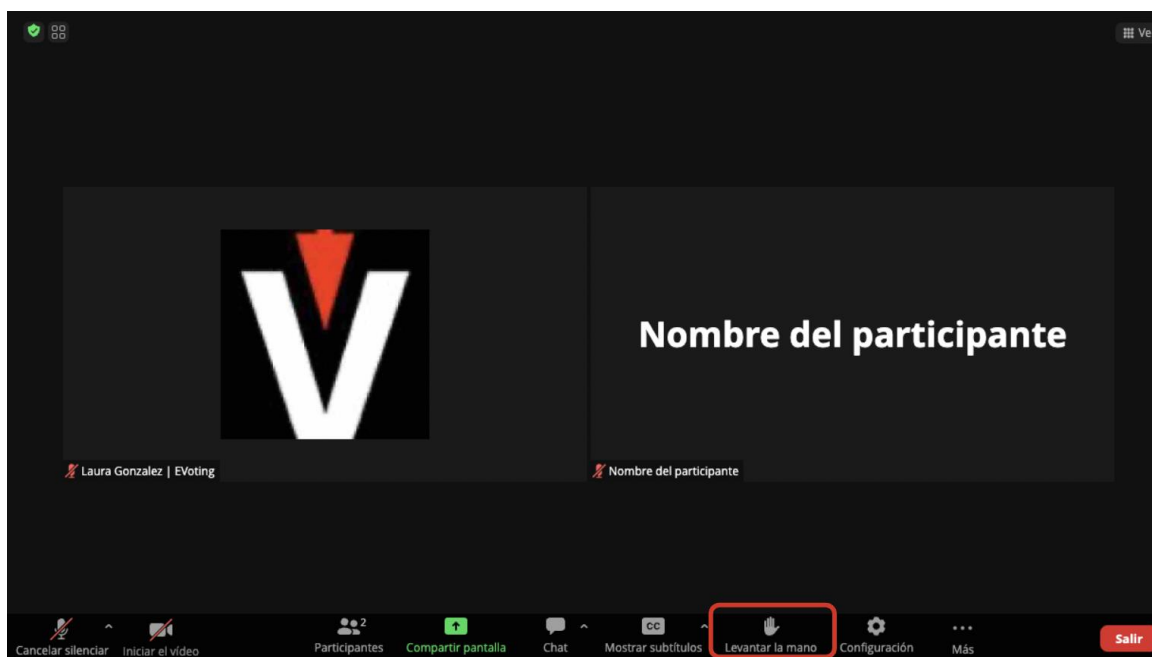 Ve
Nombre del participante
Laura Gonzalez | EVoting
Nombre del participante
2
Cancelar silenciar
Iniciar el vídeo
Participantes
Compartir pantalla
Chat
CC
Mostrar subtítulos
Levantar la mano
Configuración
Más
Salir